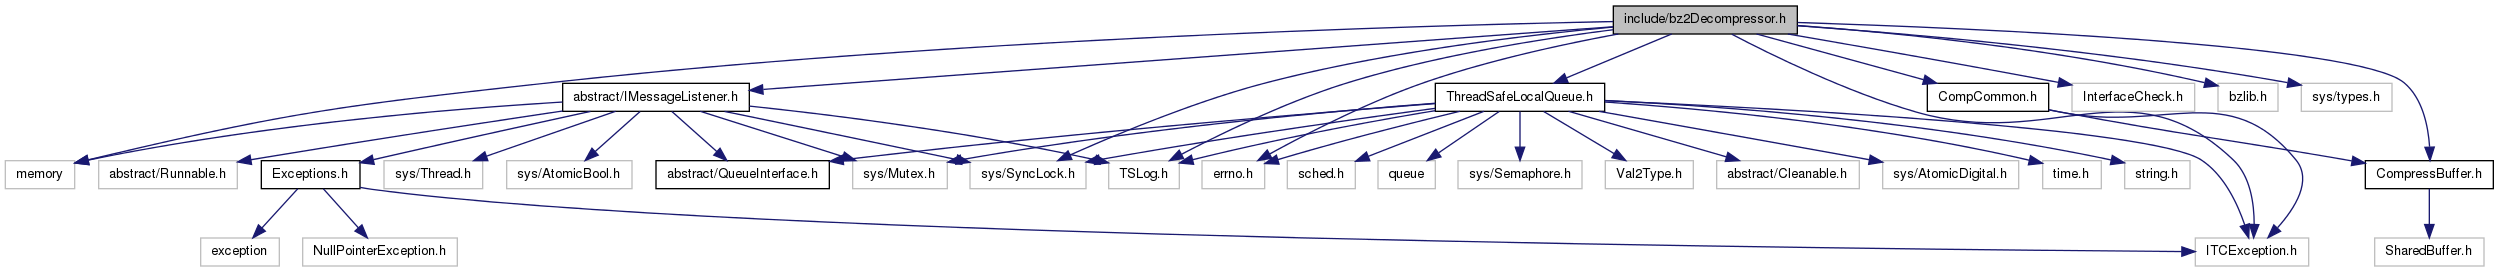 include/bz2Decompressor.h
abstract/IMessageListener.h
ThreadSafeLocalQueue.h
CompCommon.h
InterfaceCheck.h
bzlib.h
sys/types.h
memory
abstract/Runnable.h
Exceptions.h
sys/Thread.h
sys/AtomicBool.h
abstract/QueueInterface.h
sys/Mutex.h
sys/SyncLock.h
TSLog.h
errno.h
sched.h
queue
sys/Semaphore.h
Val2Type.h
abstract/Cleanable.h
sys/AtomicDigital.h
time.h
string.h
CompressBuffer.h
exception
NullPointerException.h
ITCException.h
SharedBuffer.h